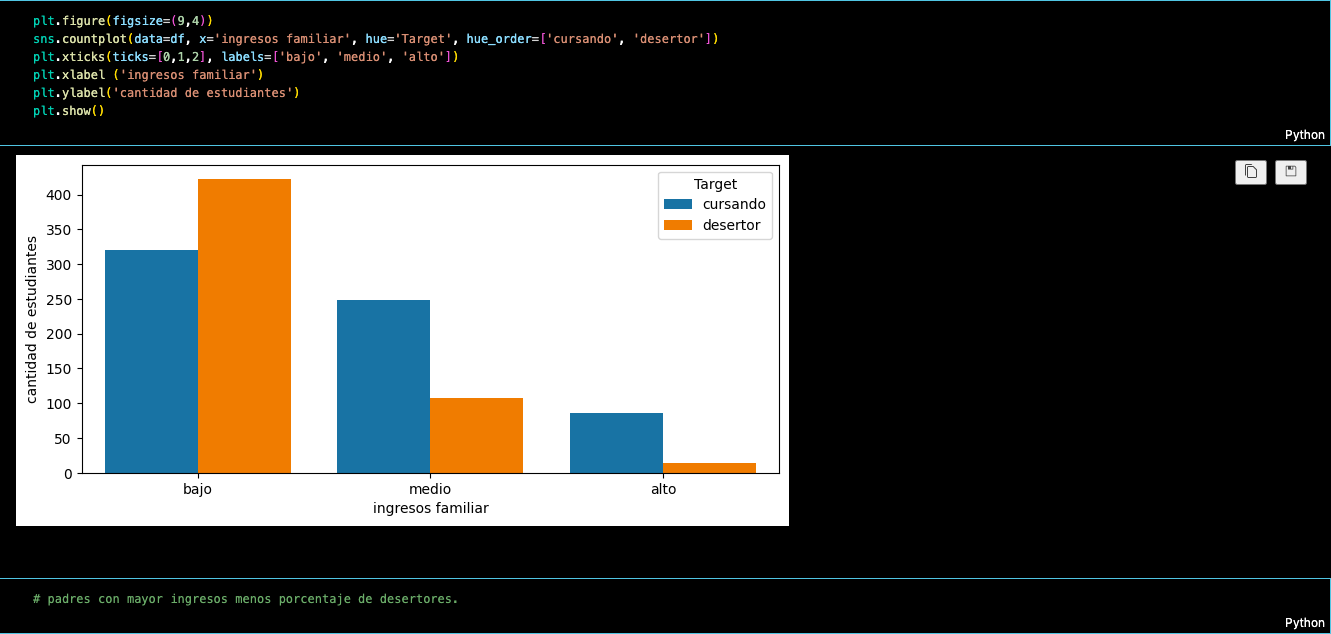 plt.figure(figsize=(9,4))
sns.countplot(data=df, x='ingresos familiar', hue='Target', hue_order=['cursando', 'desertor'])
plt.xticks(ticks=[0,1,2], labels=['bajo', 'medio', 'alto'])
plt.xlabel ('ingresos familiar')
plt.ylabel('cantidad de estudiantes')
plt.show()
Python
Target
cursando
desertor
cantidad de estudiantes
400
350
300
250
200
150
100
50
0
bajo medio alto
ingresos familiar
# padres con mayor ingresos menos porcentaje de desertores.
Python